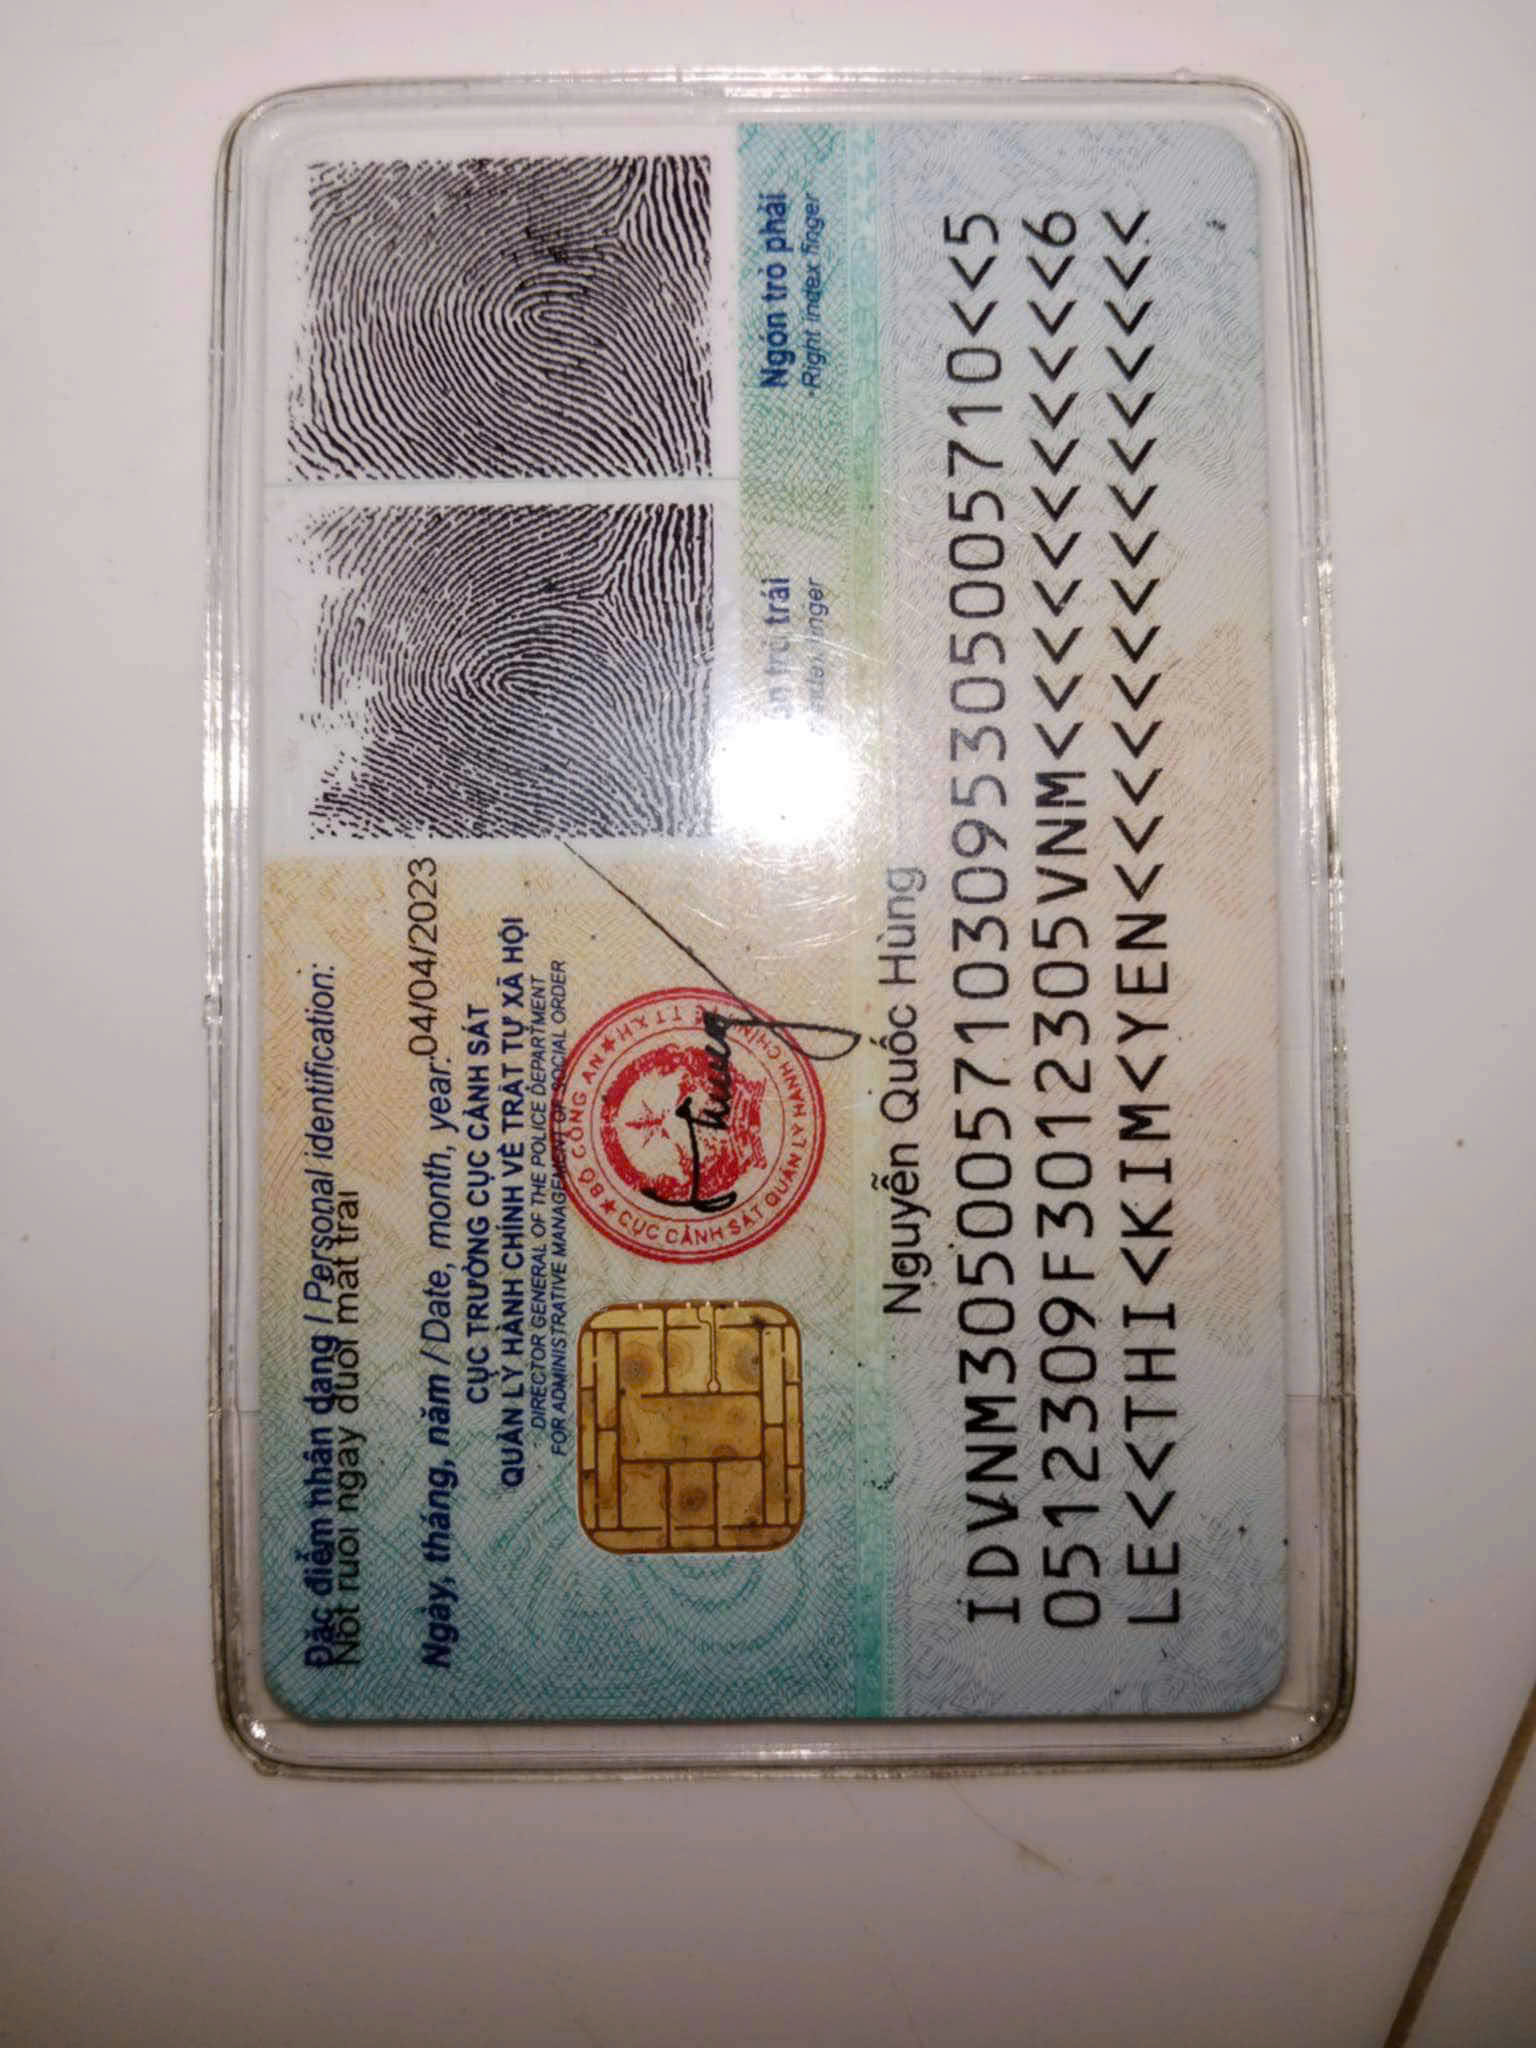 Đặc điểm nhân dạng / Personal identification:
Nốt ruồi ngay dưới mắt trái
Ngày, tháng, năm / Date, month, year: 04/04/2023
CỤC TRƯỞNG CỤC CẢNH SÁT
QUẢN LÝ HÀNH CHÍNH VỀ TRẬT TỰ XÃ HỘI
DIRECTOR GENERAL OF THE POLICE DEPARTMENT
FOR ADMINISTRATIVE MANAGEMENT OF SOCIAL ORDER
BỘ CÔNG AN
CỤC CẢNH SÁT QUẢN LÝ HÀNH CHÍNH VỀ TTXH
Nguyễn Quốc Hùng
trỏ trái
index finger
Ngón trỏ phải
Right index finger
IDVNM3050057103095305005710<<5
0512309F3012305VNM<<<<<<<<<<<6
LE<<THI<KIM<YEN<<<<<<<<<<<<<<<